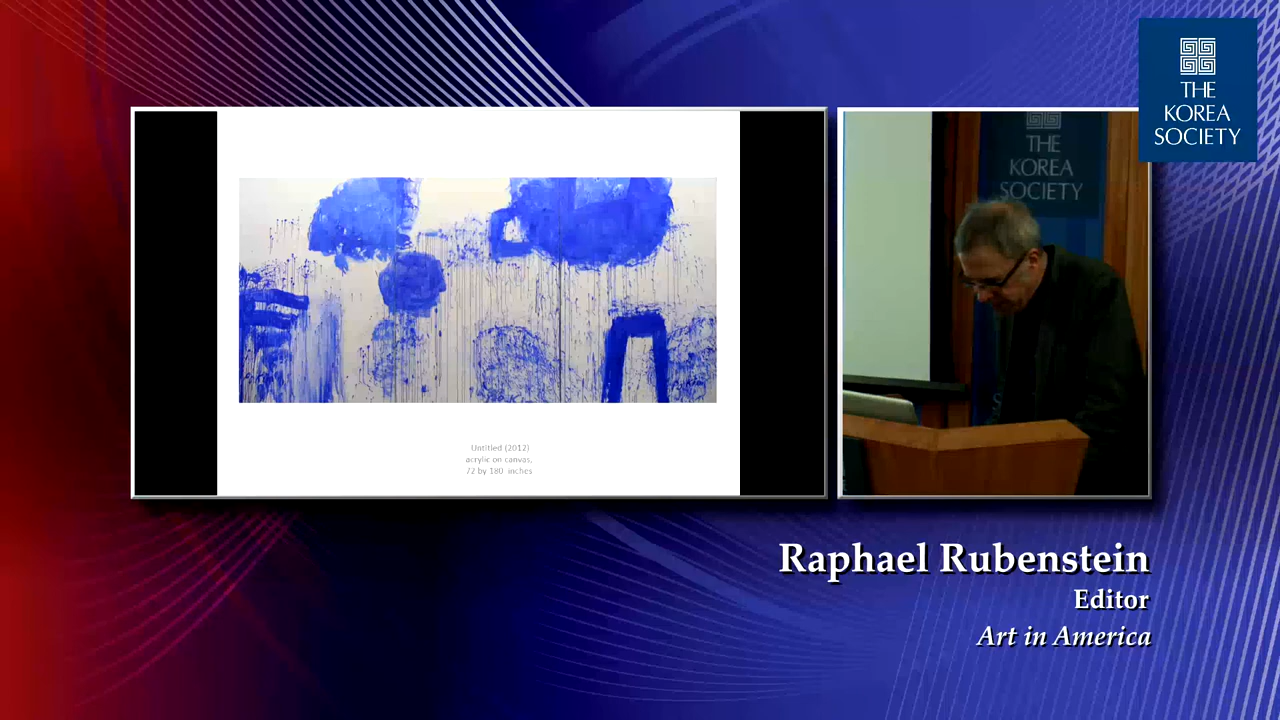 THE
KOREA
SOCIETY
THE
KOREA
SOCIETY
Untitled (2012)
acrylic on canvas,
72 by 180 inches
Raphael Rubenstein
Editor
Art in America